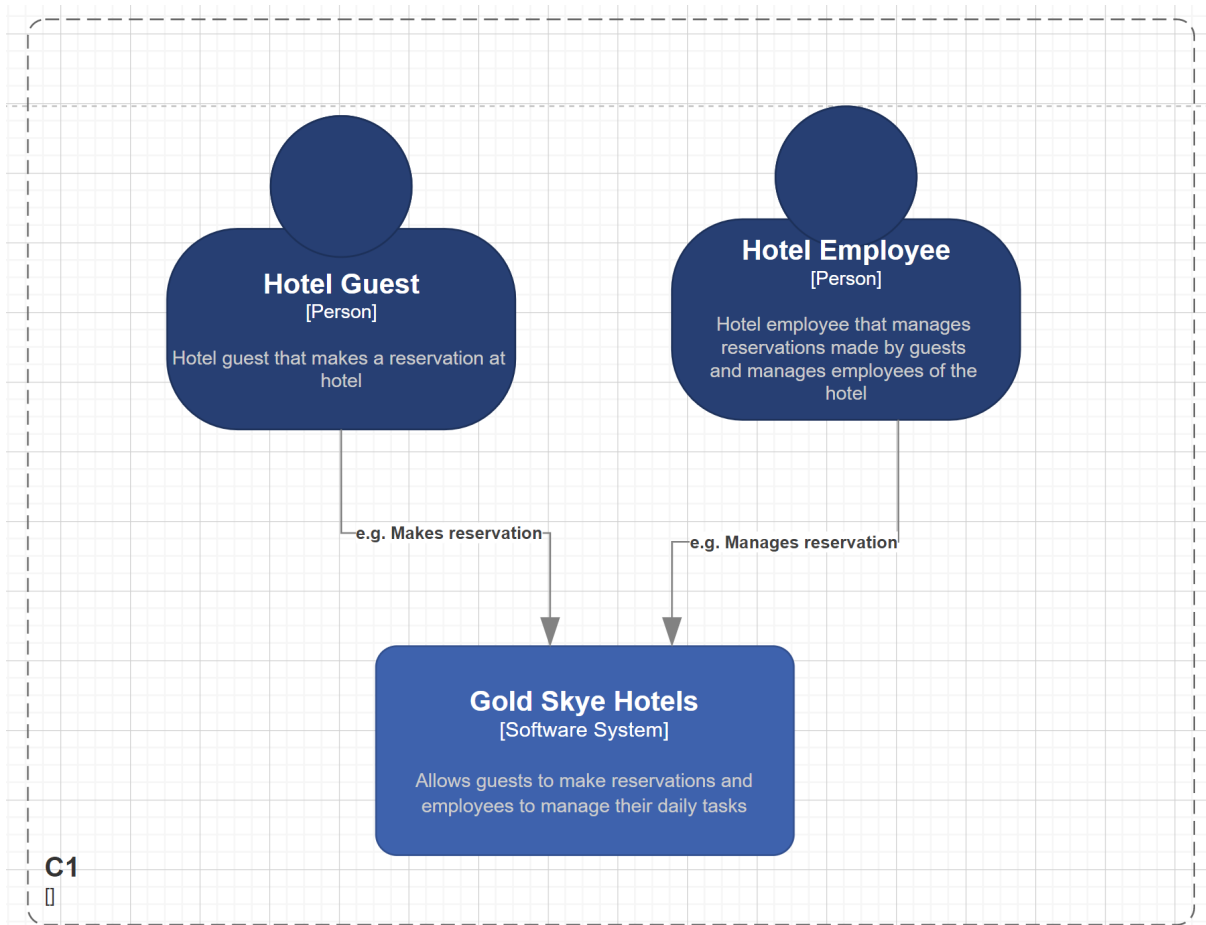 Hotel Guest
[Person]
Hotel guest that makes a reservation at
hotel
Hotel Employee
[Person]
Hotel employee that manages
reservations made by guests
and manages employees of the
hotel
e.g. Makes reservation
e.g. Manages reservation
Gold Skye Hotels
[Software System]
Allows guests to make reservations and
employees to manage their daily tasks
C1
[]